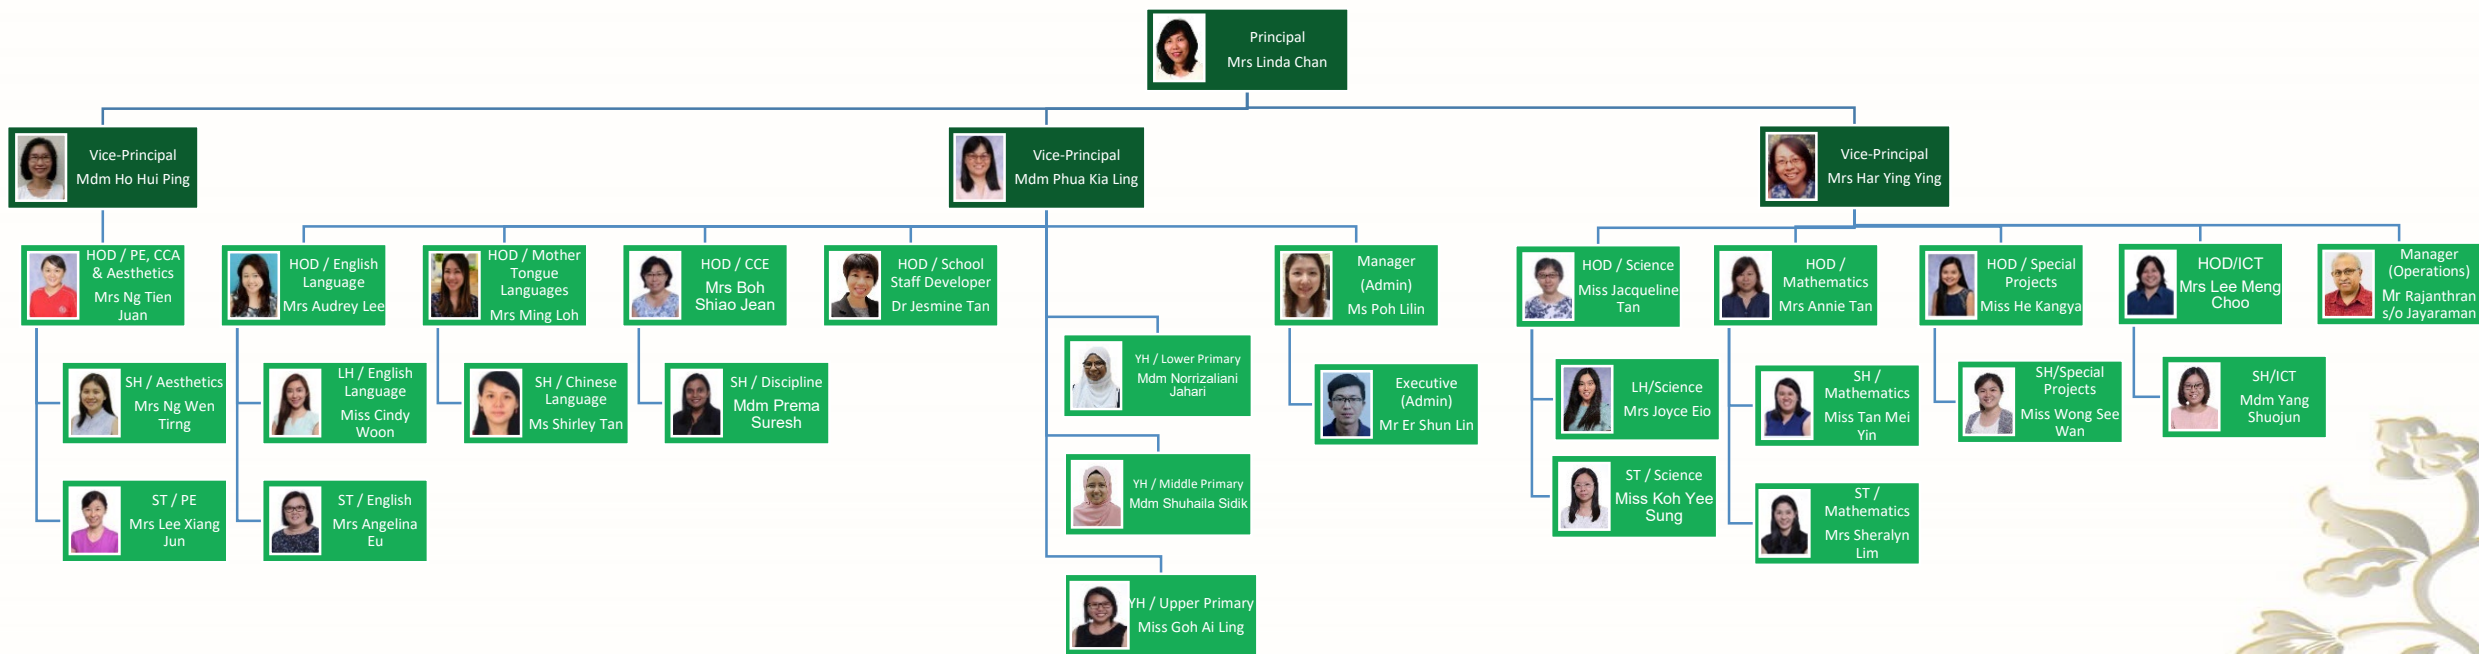 Principal
Mrs Linda Chan
Vice-Principal
Mdm Ho Hui Ping
Vice-Principal
Mdm Phua Kia Ling
Vice-Principal
Mrs Har Ying Ying
HOD / PE, CCA
& Aesthetics
Mrs Ng Tien
Juan
HOD / English
Language
Mrs Audrey Lee
HOD / Mother
Tongue
Languages
Mrs Ming Loh
HOD / CCE
Mrs Boh
Shiao Jean
HOD / School
Staff Developer
Dr Jesmine Tan
Manager
(Admin)
Ms Poh Lilin
HOD / Science
Miss Jacqueline
Tan
HOD /
Mathematics
Mrs Annie Tan
HOD / Special
Projects
Miss He Kangya
HOD/ICT
Mrs Lee Meng
Choo
Manager
(Operations)
Mr Rajanthran
s/o Jayaraman
SH / Aesthetics
Mrs Ng Wen
Tirng
LH / English
Language
Miss Cindy
Woon
SH / Chinese
Language
Ms Shirley Tan
SH / Discipline
Mdm Prema
Suresh
YH / Lower Primary
Mdm Norrizaliani
Jahari
Executive
(Admin)
Mr Er Shun Lin
LH/Science
Mrs Joyce Eio
SH /
Mathematics
Miss Tan Mei
Yin
SH/Special
Projects
Miss Wong See
Wan
SH/ICT
Mdm Yang
Shuojun
ST / PE
Mrs Lee Xiang
Jun
ST / English
Mrs Angelina
Eu
YH / Middle Primary
Mdm Shuhaila Sidik
ST / Science
Miss Koh Yee
Sung
ST /
Mathematics
Mrs Sheralyn
Lim
YH / Upper Primary
Miss Goh Ai Ling